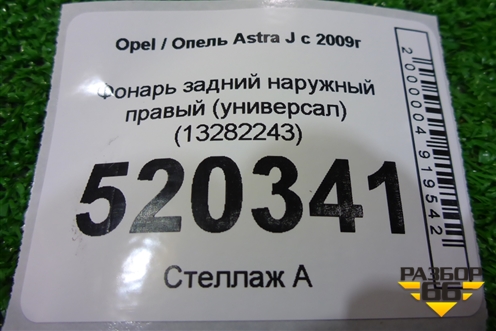 Opel / Опель Astra J с 2009г
Фонарь задний наружный
правый (универсал)
(13282243)
520341
Стеллаж А
2000004919542
РАЗБОР
66